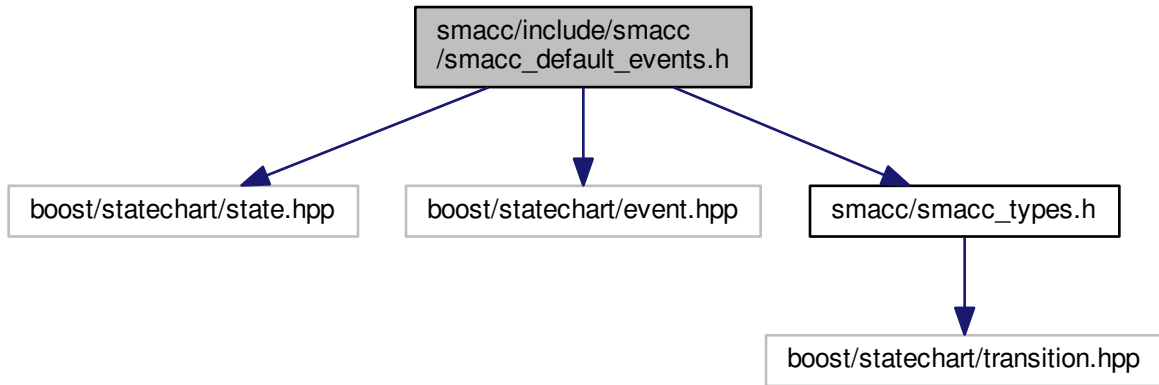 smacc/include/smacc
/smacc_default_events.h
boost/statechart/state.hpp
boost/statechart/event.hpp
smacc/smacc_types.h
boost/statechart/transition.hpp